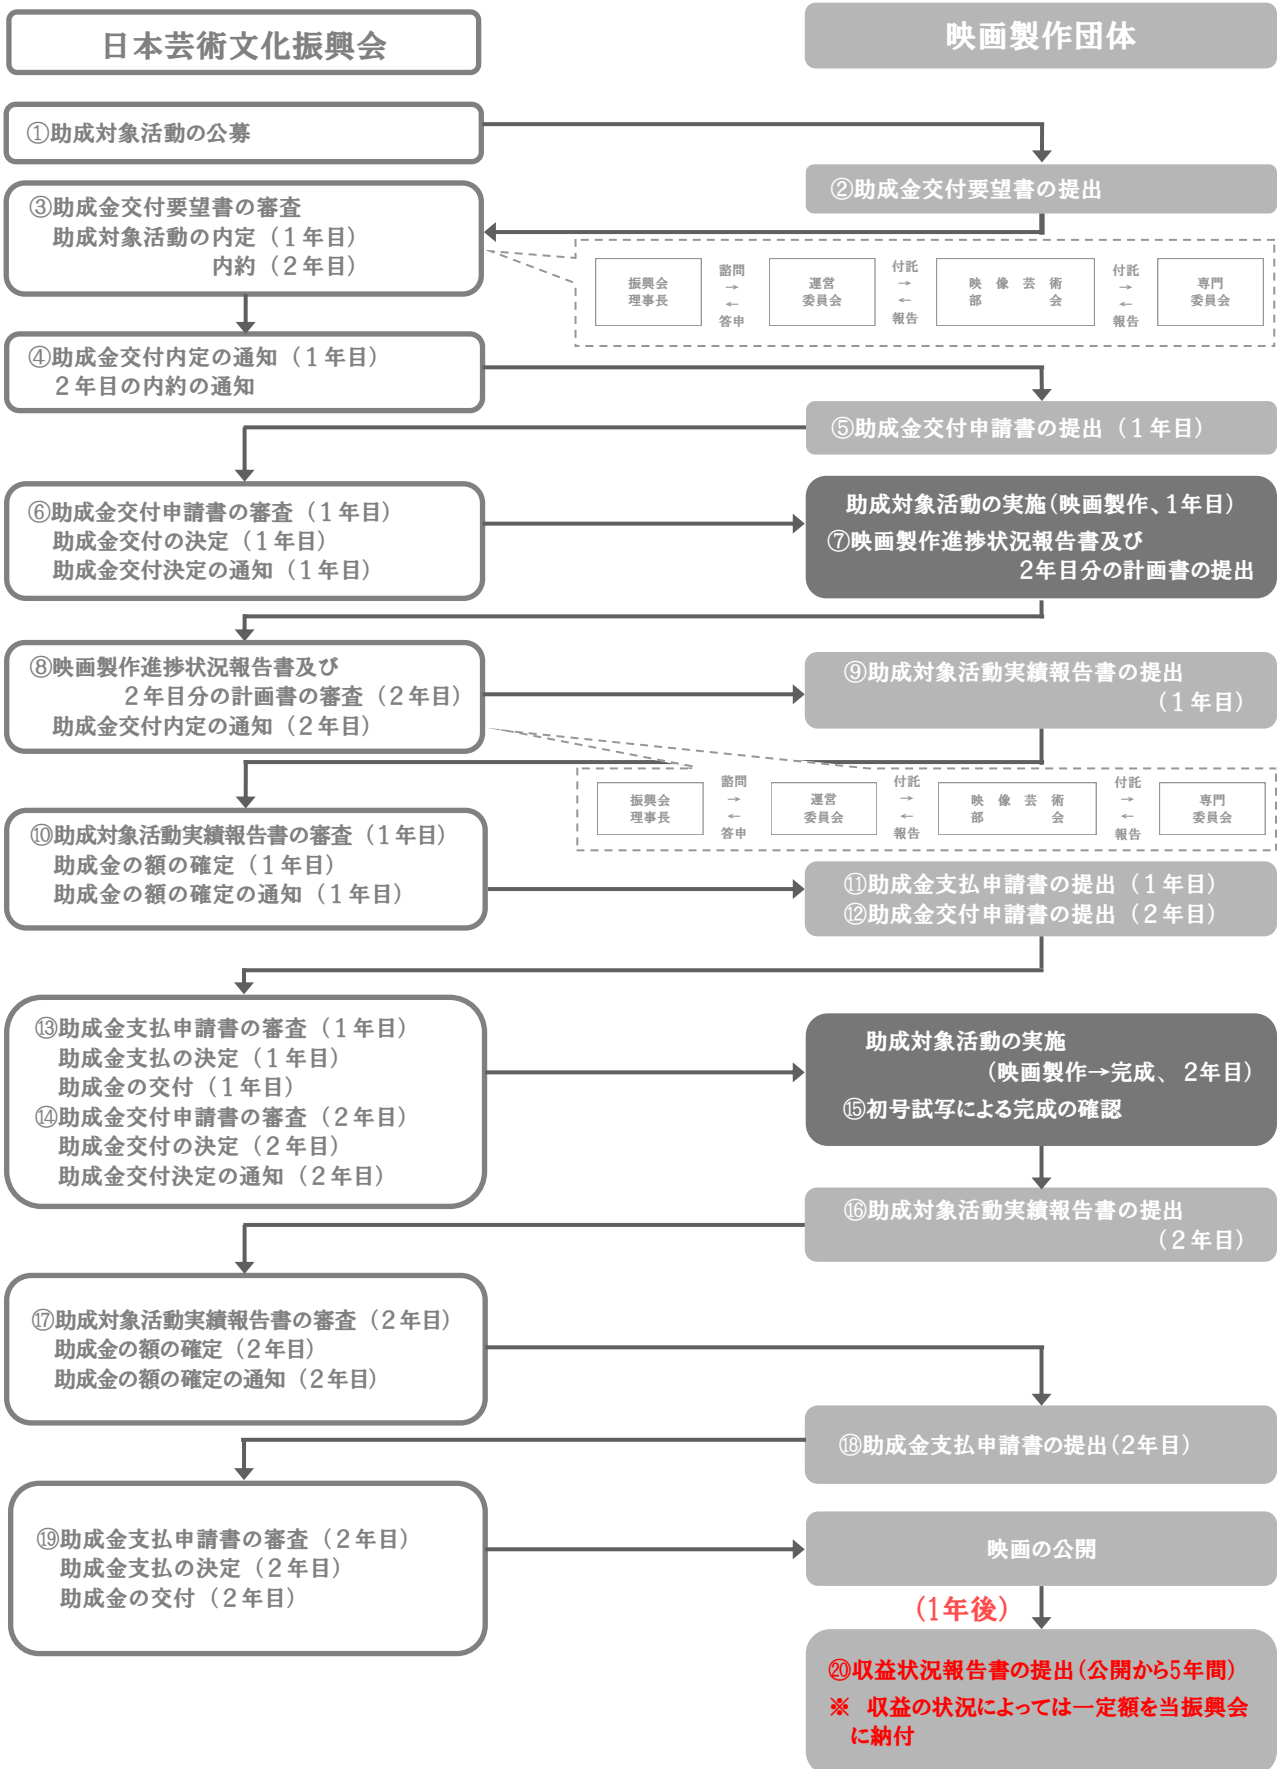 日本芸術文化振興会
映画製作団体
①助成対象活動の公募
②助成金交付要望書の提出
③助成金交付要望書の審査
助成対象活動の内定（１年目）
内約（２年目）
振興会
理事長
諮問
→
←
答申
運営
委員会
付託
→
←
報告
映像芸術
部会
付託
→
←
報告
専門
委員会
④助成金交付内定の通知（１年目）
２年目の内約の通知
⑤助成金交付申請書の提出（１年目）
⑥助成金交付申請書の審査（１年目）
助成金交付の決定（１年目）
助成金交付決定の通知（１年目）
助成対象活動の実施（映画製作、１年目）
⑦映画製作進捗状況報告書及び
２年目分の計画書の提出
⑧映画製作進捗状況報告書及び
２年目分の計画書の審査（２年目）
助成金交付内定の通知（２年目）
⑨助成対象活動実績報告書の提出
（１年目）
振興会
理事長
諮問
→
←
答申
運営
委員会
付託
→
←
報告
映像芸術
部会
付託
→
←
報告
専門
委員会
⑩助成対象活動実績報告書の審査（１年目）
助成金の額の確定（１年目）
助成金の額の確定の通知（１年目）
⑪助成金支払申請書の提出（１年目）
⑫助成金交付申請書の提出（２年目）
⑬助成金支払申請書の審査（１年目）
助成金支払の決定（１年目）
助成金の交付（１年目）
⑭助成金交付申請書の審査（２年目）
助成金交付の決定（２年目）
助成金交付決定の通知（２年目）
助成対象活動の実施
（映画製作→完成、２年目）
⑮初号試写による完成の確認
⑯助成対象活動実績報告書の提出
（２年目）
⑰助成対象活動実績報告書の審査（２年目）
助成金の額の確定（２年目）
助成金の額の確定の通知（２年目）
⑱助成金支払申請書の提出（２年目）
⑲助成金支払申請書の審査（２年目）
助成金支払の決定（２年目）
助成金の交付（２年目）
映画の公開
（１年後）
⑳収益状況報告書の提出（公開から5年間）
※　収益の状況によっては一定額を当振興会
に納付